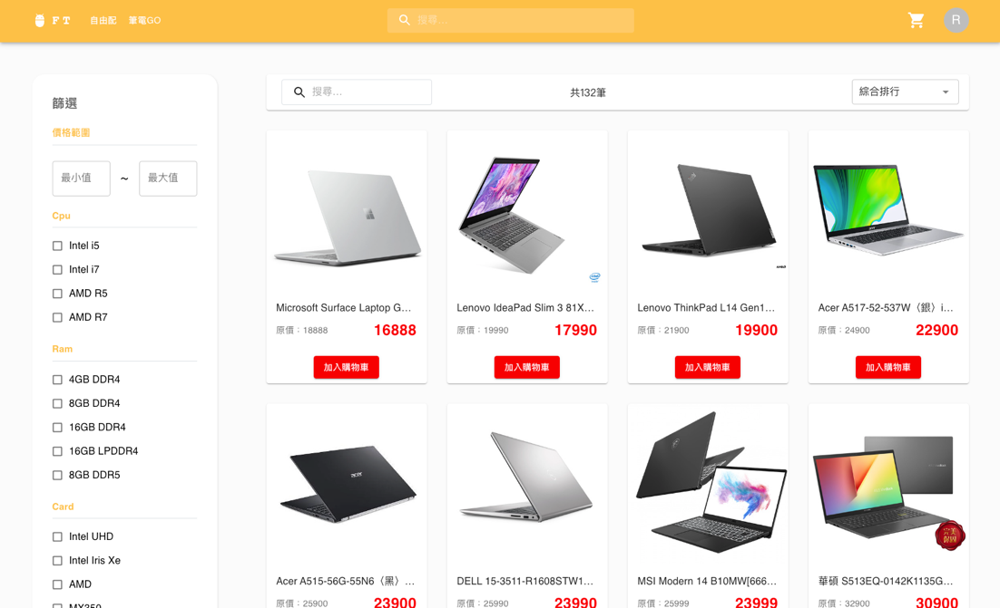 FT 自由配 筆電GO 搜尋... R
篩選
價格範圍
最小值 ~ 最大值
Cpu
Intel i5
Intel i7
AMD R5
AMD R7
Ram
4GB DDR4
8GB DDR4
16GB DDR4
16GB LPDDR4
8GB DDR5
Card
Intel UHD
Intel Iris Xe
AMD
MX350
搜尋... 共132筆 綜合排行
Microsoft Surface Laptop G...
原價：18888 16888
加入購物車
Lenovo IdeaPad Slim 3 81X...
原價：19990 17990
加入購物車
Lenovo ThinkPad L14 Gen1...
原價：21900 19900
加入購物車
Acer A517-52-537W（銀）i...
原價：24900 22900
加入購物車
Acer A515-56G-55N6（黑）...
原價：25900 23900
DELL 15-3511-R1608STW1...
原價：25990 23990
MSI Modern 14 B10MW[666...
原價：25999 23999
華碩 S513EQ-0142K1135G...
原價：32900 30900